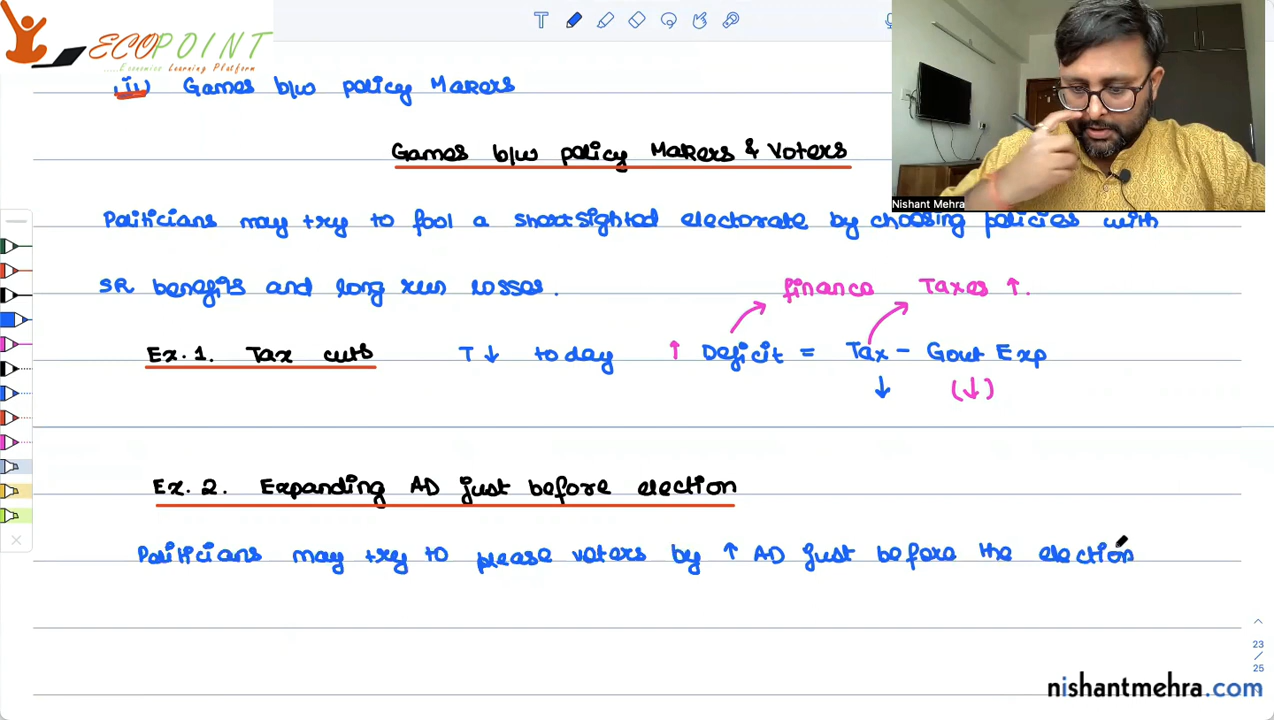 ECOPOINT
.....Economics Learning Platform
(iii) Games b/w policy Makers
Games b/w policy Makers & Voters
Politicians may try to fool a shortsighted electorate by choosing policies with
SR benefits and long run losses.
finance Taxes ↑.
Ex. 1. Tax cuts T ↓ today ↑ Deficit = Tax - Govt Exp
↓ (↓)
Ex. 2. Expanding AD just before election
Politicians may try to please voters by ↑ AD just before the election
Nishant Mehra
23
/
25
nishantmehra.com